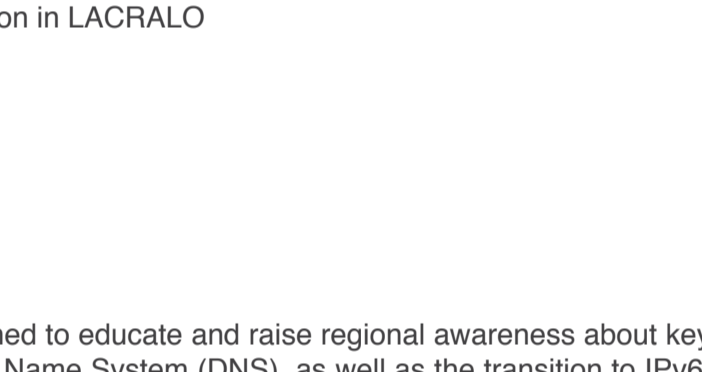 on in LACRALO
ned to educate and raise regional awareness about key
Name System (DNS), as well as the transition to IPv6